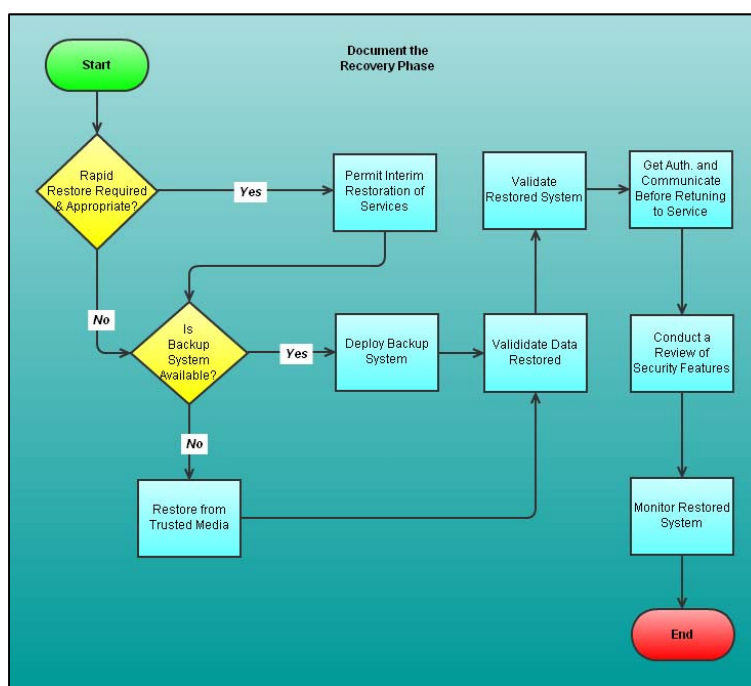 Document the
Recovery Phase
Start
Rapid
Restore Required
& Appropriate?
Yes
Permit Interim
Restoration of
Services
No
Is
Backup
System
Available?
Yes
Deploy Backup
System
No
Restore from
Trusted Media
Valididate Data
Restored
Validate
Restored System
Get Auth. and
Communicate
Before Retuning
to Service
Conduct a
Review of
Security Features
Monitor Restored
System
End